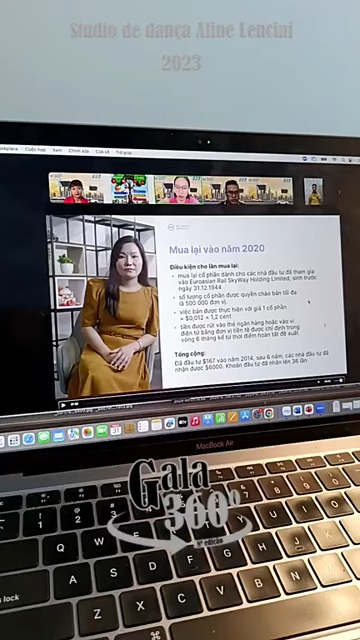 Studio de dança Aline Lencini
2023
Mua lại vào năm 2020
Điều kiện cho lần mua lại:
• mua lại cổ phần dành cho các nhà đầu tư đã tham gia
vào Euroasian Rail SkyWay Holding Limited, sinh trước
ngày 31.12.1944
• số lượng cổ phần được quyền chào bán tối đa
là 500 000 đơn vị.
• việc bán được thực hiện với giá 1 cổ phần
= $0,012 = 1,2 cent
• tiền được rút vào thẻ ngân hàng hoặc vào ví
điện tử bằng đơn vị tiền tệ được chỉ định trong
vòng 6 tháng kể từ thời điểm hoàn tất đề xuất.
Tổng cộng:
Đã đầu tư $167 vào năm 2014, sau 6 năm, các nhà đầu tư đã
nhận được $6000. Khoản đầu tư đã nhân lên 36 lần
MacBook Air
Gala
360º
Q W E R T Y U I O
A S D F G H J K
Z X C V B N M
s lock